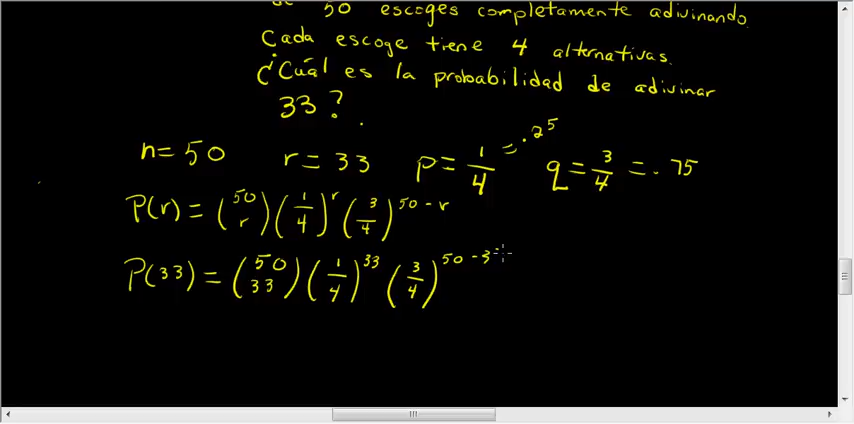 de 50 escoges completamente adivinando.
Cada escoge tiene 4 alternativas.
¿Cuál es la probabilidad de adivinar
33?
n = 50 r = 33 p = 1/4 = .25 q = 3/4 = .75
P(r) = (50 r) (1/4)^r (3/4)^50 - r
P(33) = (50 33) (1/4)^33 (3/4)^50 - 3